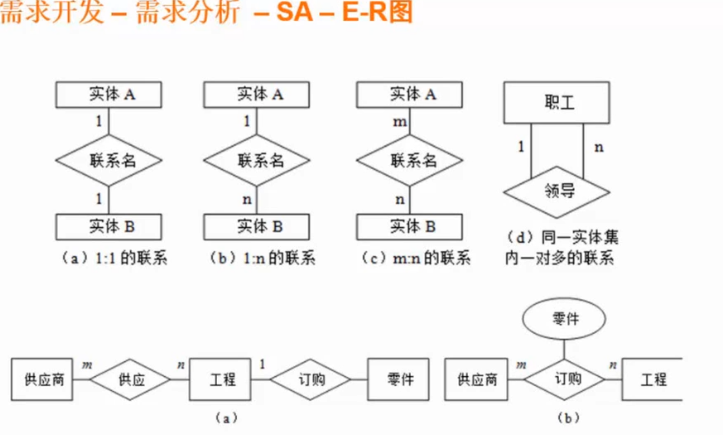 需求开发 – 需求分析 – SA – E-R图
实体 A
1
联系名
1
实体 B
(a) 1:1 的联系
实体 A
1
联系名
n
实体 B
(b) 1:n 的联系
实体 A
m
联系名
n
实体 B
(c) m:n 的联系
职工
1
n
领导
(d) 同一实体集
内一对多的联系
供应商
m
供应
n
工程
1
订购
零件
(a)
零件
供应商
m
订购
n
工程
(b)